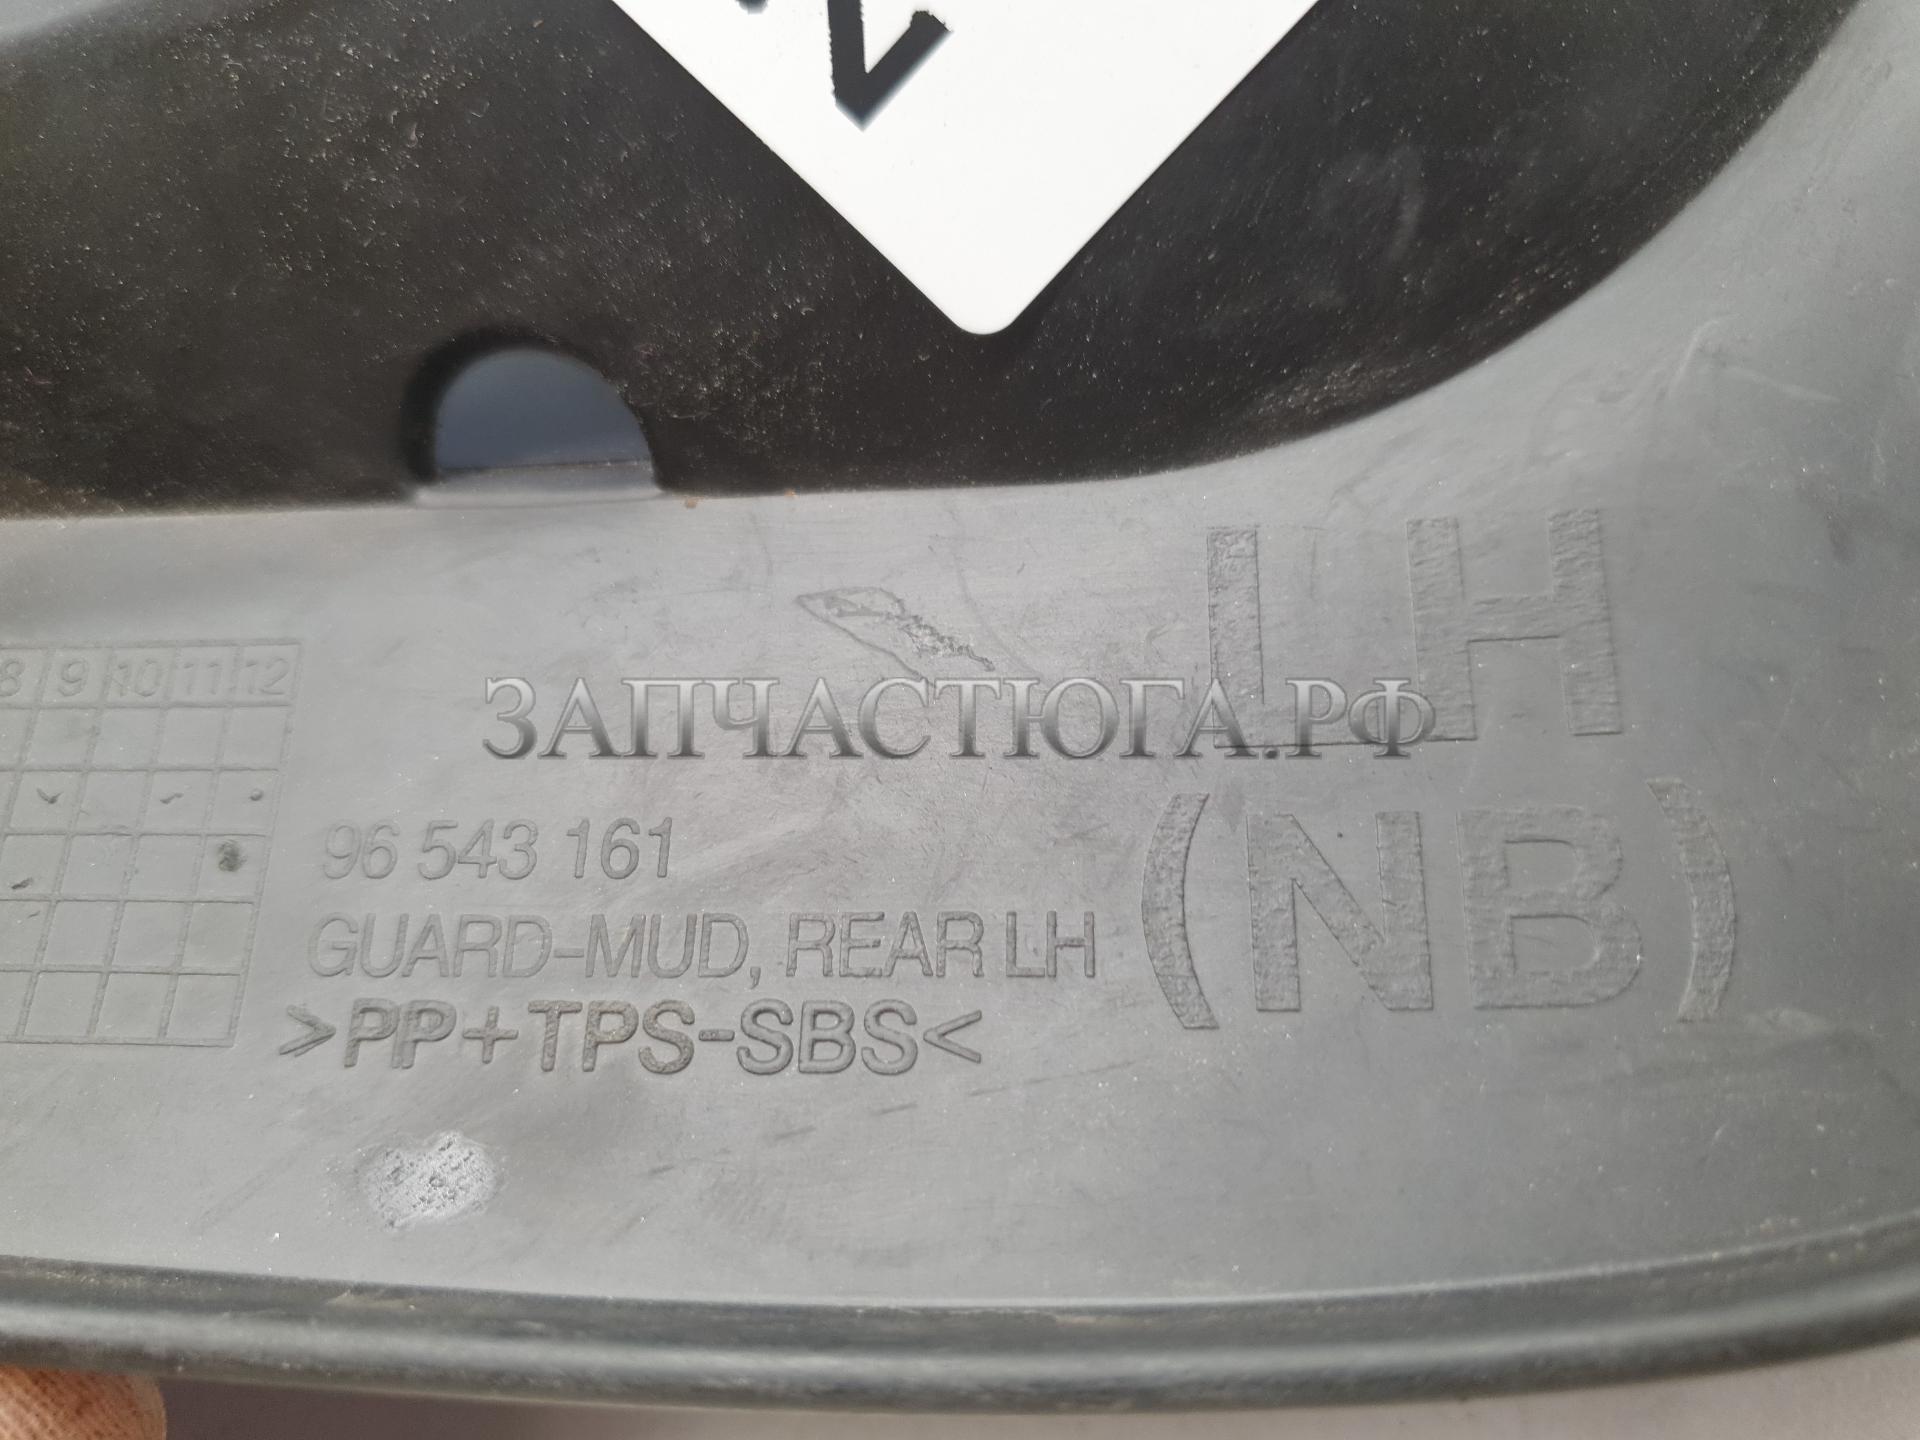 LH
8 9 10 11 12
ЗАПЧАСТЮГА.РФ
(NB)
96 543 161
GUARD-MUD, REAR LH
>PP+TPS-SBS<